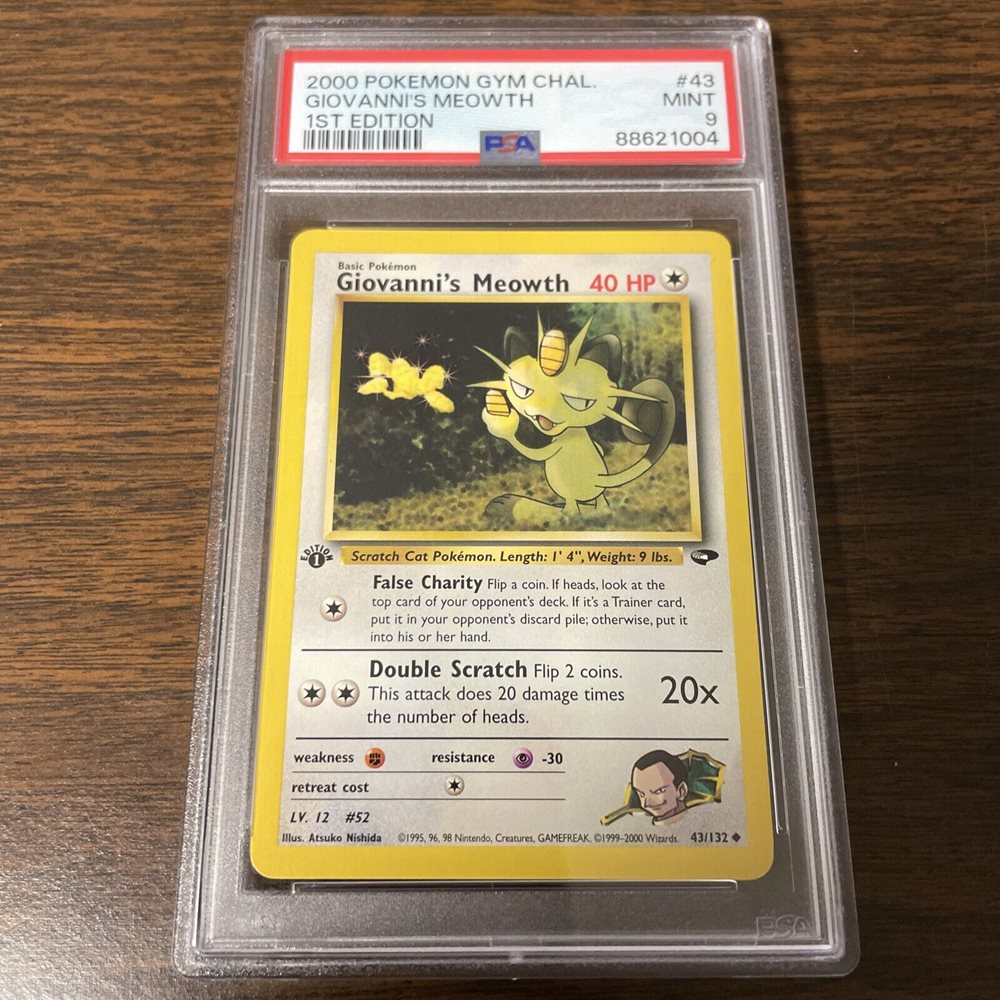 2000 POKEMON GYM CHAL. #43
GIOVANNI'S MEOWTH MINT
1ST EDITION 9
PSA 88621004
Basic Pokémon
Giovanni's Meowth 40 HP
EDITION
1
Scratch Cat Pokémon. Length: 1' 4", Weight: 9 lbs.
False Charity Flip a coin. If heads, look at the
top card of your opponent's deck. If it's a Trainer card,
put it in your opponent's discard pile; otherwise, put it
into his or her hand.
Double Scratch Flip 2 coins.
This attack does 20 damage times
the number of heads.
20x
weakness resistance -30
retreat cost
LV. 12 #52
Illus. Atsuko Nishida ©1995, 96, 98 Nintendo, Creatures, GAMEFREAK. ©1999-2000 Wizards. 43/132
PSA